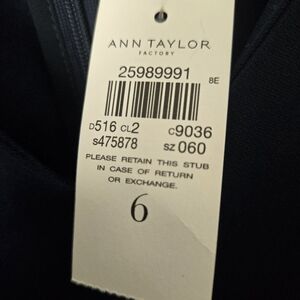 ANN TAYLOR
FACTORY
25989991
8E
D516 CL2 C9036
S475878 SZ 060
PLEASE RETAIN THIS STUB
IN CASE OF RETURN
OR EXCHANGE.
6